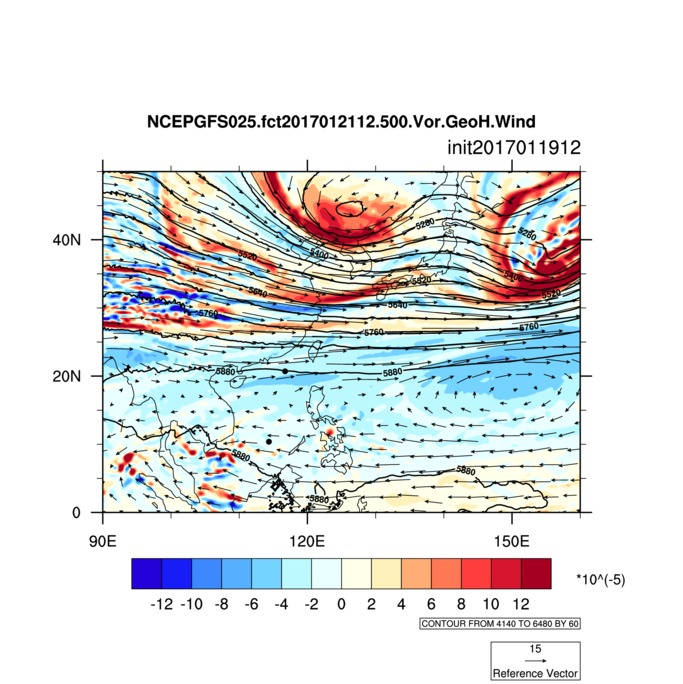 NCEPGFS025.fct2017012112.500.Vor.GeoH.Wind
init2017011912
40N
20N
0
90E 120E 150E
5280
5280
5400
5400
5520
5520
5520
5640
5640
5760
5760
5760
5880
5880
5880
5880
5880
-12 -10 -8 -6 -4 -2 0 2 4 6 8 10 12
*10^(-5)
CONTOUR FROM 4140 TO 6480 BY 60
15
Reference Vector